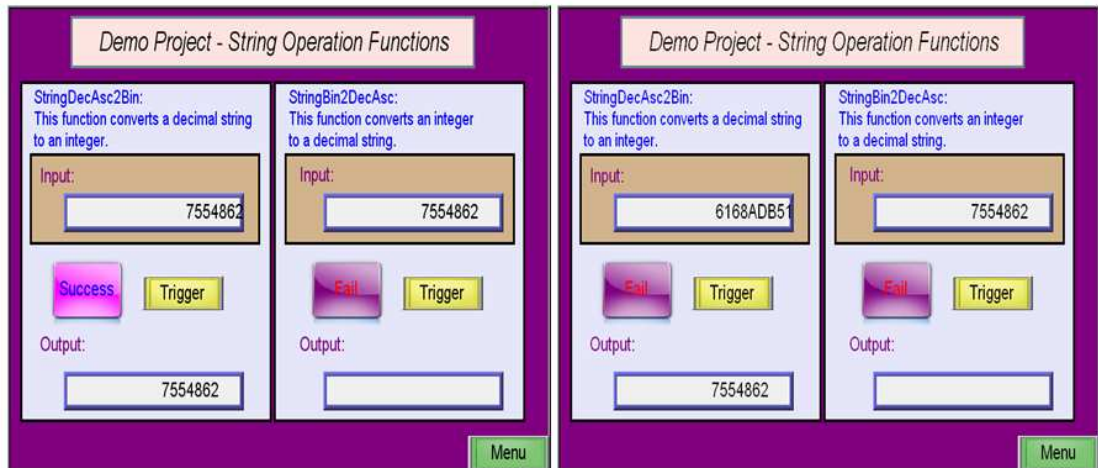 Demo Project - String Operation Functions
StringDecAsc2Bin:
This function converts a decimal string
to an integer.
Input:
7554862
Success
Trigger
Output:
7554862
StringBin2DecAsc:
This function converts an integer
to a decimal string.
Input:
7554862
Fail
Trigger
Output:
Menu
Demo Project - String Operation Functions
StringDecAsc2Bin:
This function converts a decimal string
to an integer.
Input:
6168ADB51
Fail
Trigger
Output:
7554862
StringBin2DecAsc:
This function converts an integer
to a decimal string.
Input:
7554862
Fail
Trigger
Output:
Menu